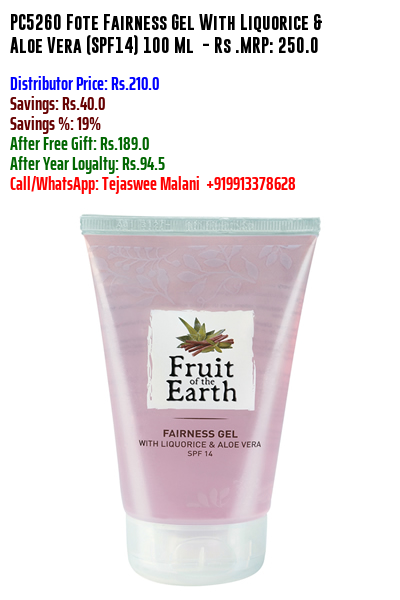 PC5260 Fote Fairness Gel With Liquorice &
Aloe Vera (SPF14) 100 Ml - Rs .MRP: 250.0
Distributor Price: Rs.210.0
Savings: Rs.40.0
Savings %: 19%
After Free Gift: Rs.189.0
After Year Loyalty: Rs.94.5
Call/WhatsApp: Tejaswee Malani +919913378628
Fruit
of the
Earth
FAIRNESS GEL
WITH LIQUORICE & ALOE VERA
SPF 14